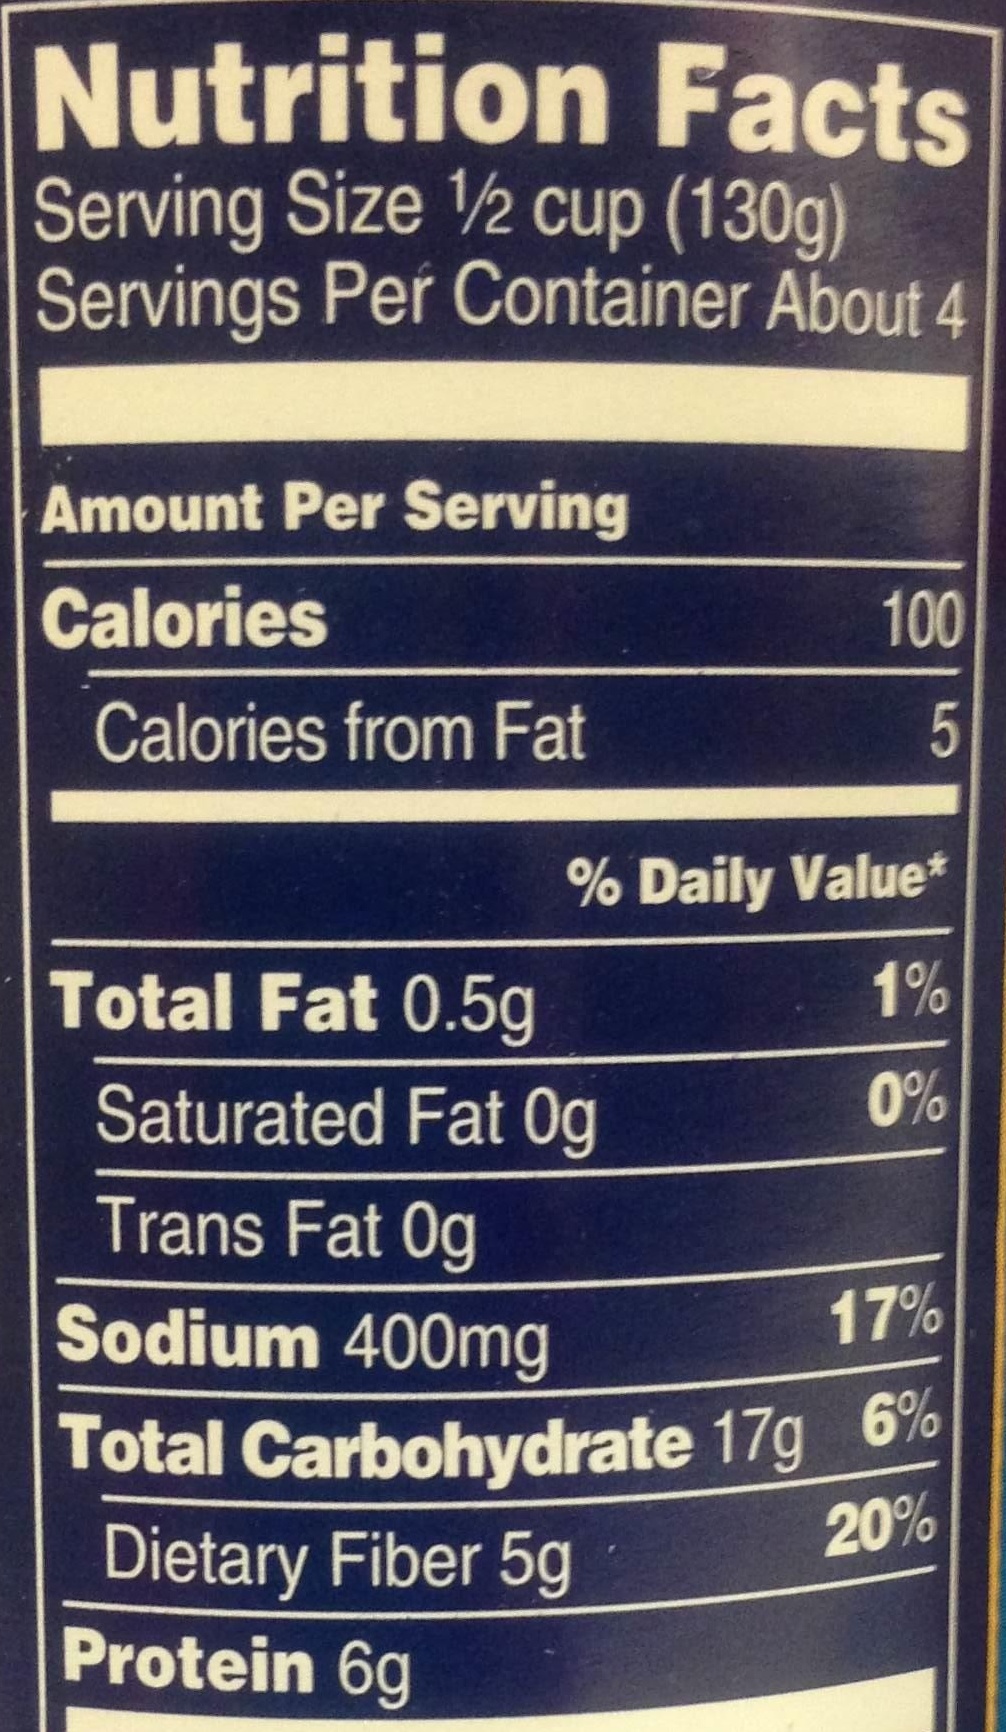 Nutrition Facts
Serving Size ½ cup (130g)
Servings Per Container About 4
Amount Per Serving
Calories 100
Calories from Fat 5
% Daily Value*
Total Fat 0.5g 1%
Saturated Fat 0g 0%
Trans Fat 0g
Sodium 400mg 17%
Total Carbohydrate 17g 6%
Dietary Fiber 5g 20%
Protein 6g